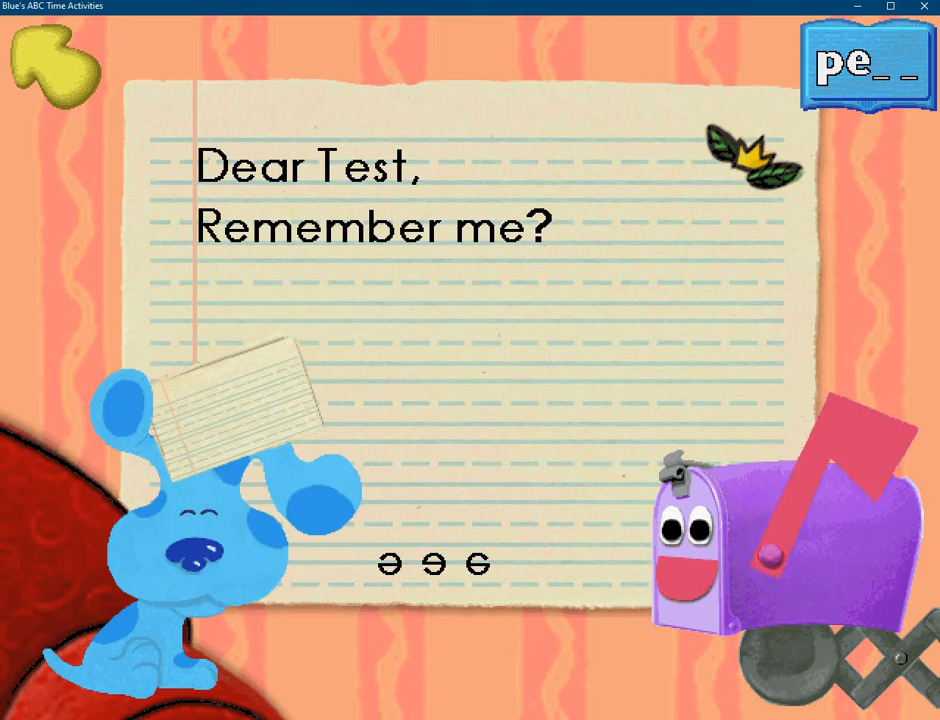 Blue's ABC Time Activities
pe_ _
Dear Test,
Remember me?
ɘ ɘ ɘ